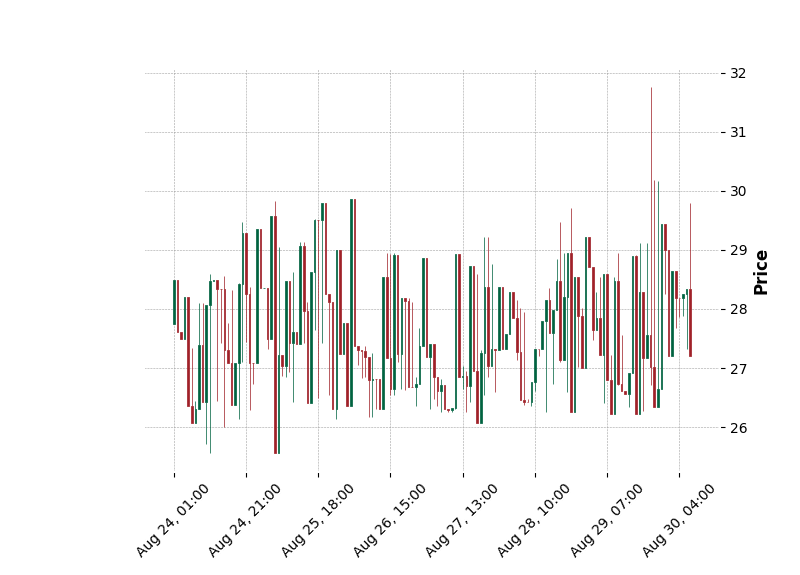 32
31
30
29
28
27
26
Price
Aug 24, 01:00
Aug 24, 21:00
Aug 25, 18:00
Aug 26, 15:00
Aug 27, 13:00
Aug 28, 10:00
Aug 29, 07:00
Aug 30, 04:00